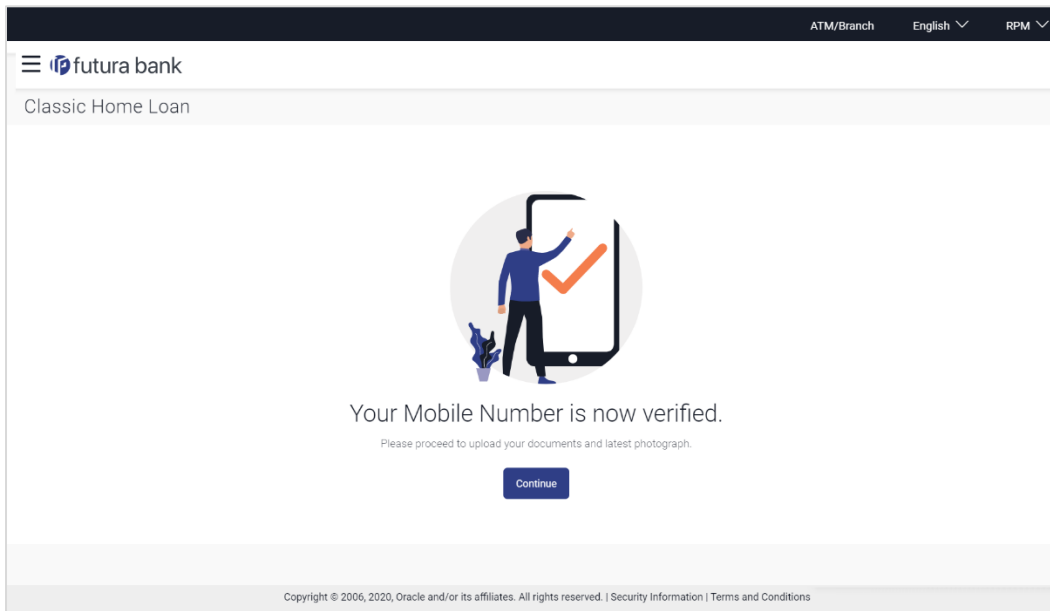 ATM/Branch English RPM
futura bank
Classic Home Loan
Your Mobile Number is now verified.
Please proceed to upload your documents and latest photograph.
Continue
Copyright © 2006, 2020, Oracle and/or its affiliates. All rights reserved. | Security Information | Terms and Conditions